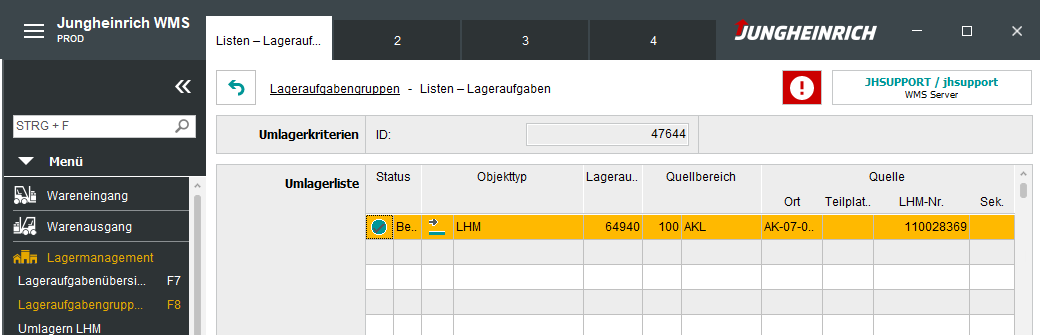 Jungheinrich WMS
PROD
Listen – Lagerauf...
2
3
4
JUNGHEINRICH
Lageraufgabengruppen - Listen – Lageraufgaben
JHSUPPORT / jhsupport
WMS Server
STRG + F
Umlagerkriterien ID: 47644
Menü
Umlagerliste
Status Objekttyp Lagerau.. Quellbereich Quelle
Ort Teilplat.. LHM-Nr. Sek.
Be.. LHM 64940 100 AKL AK-07-0.. 110028369
Wareneingang
Warenausgang
Lagermanagement
Lageraufgabenübersi... F7
Lageraufgabengrupp... F8
Umlagern LHM